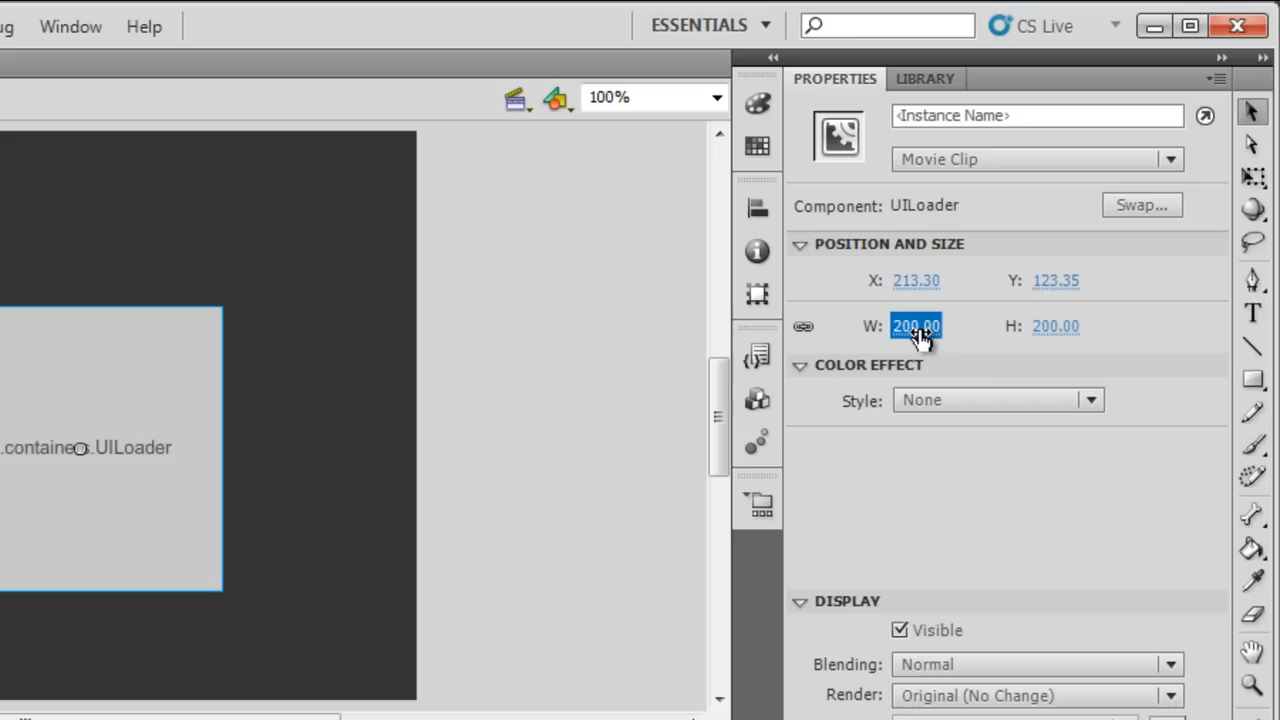 ug Window Help ESSENTIALS CS Live
PROPERTIES LIBRARY
100%
<Instance Name>
Movie Clip
Component: UILoader Swap...
POSITION AND SIZE
X: 213.30 Y: 123.35
W: 200.00 H: 200.00
COLOR EFFECT
Style: None
.containers.UILoader
DISPLAY
Visible
Blending: Normal
Render: Original (No Change)